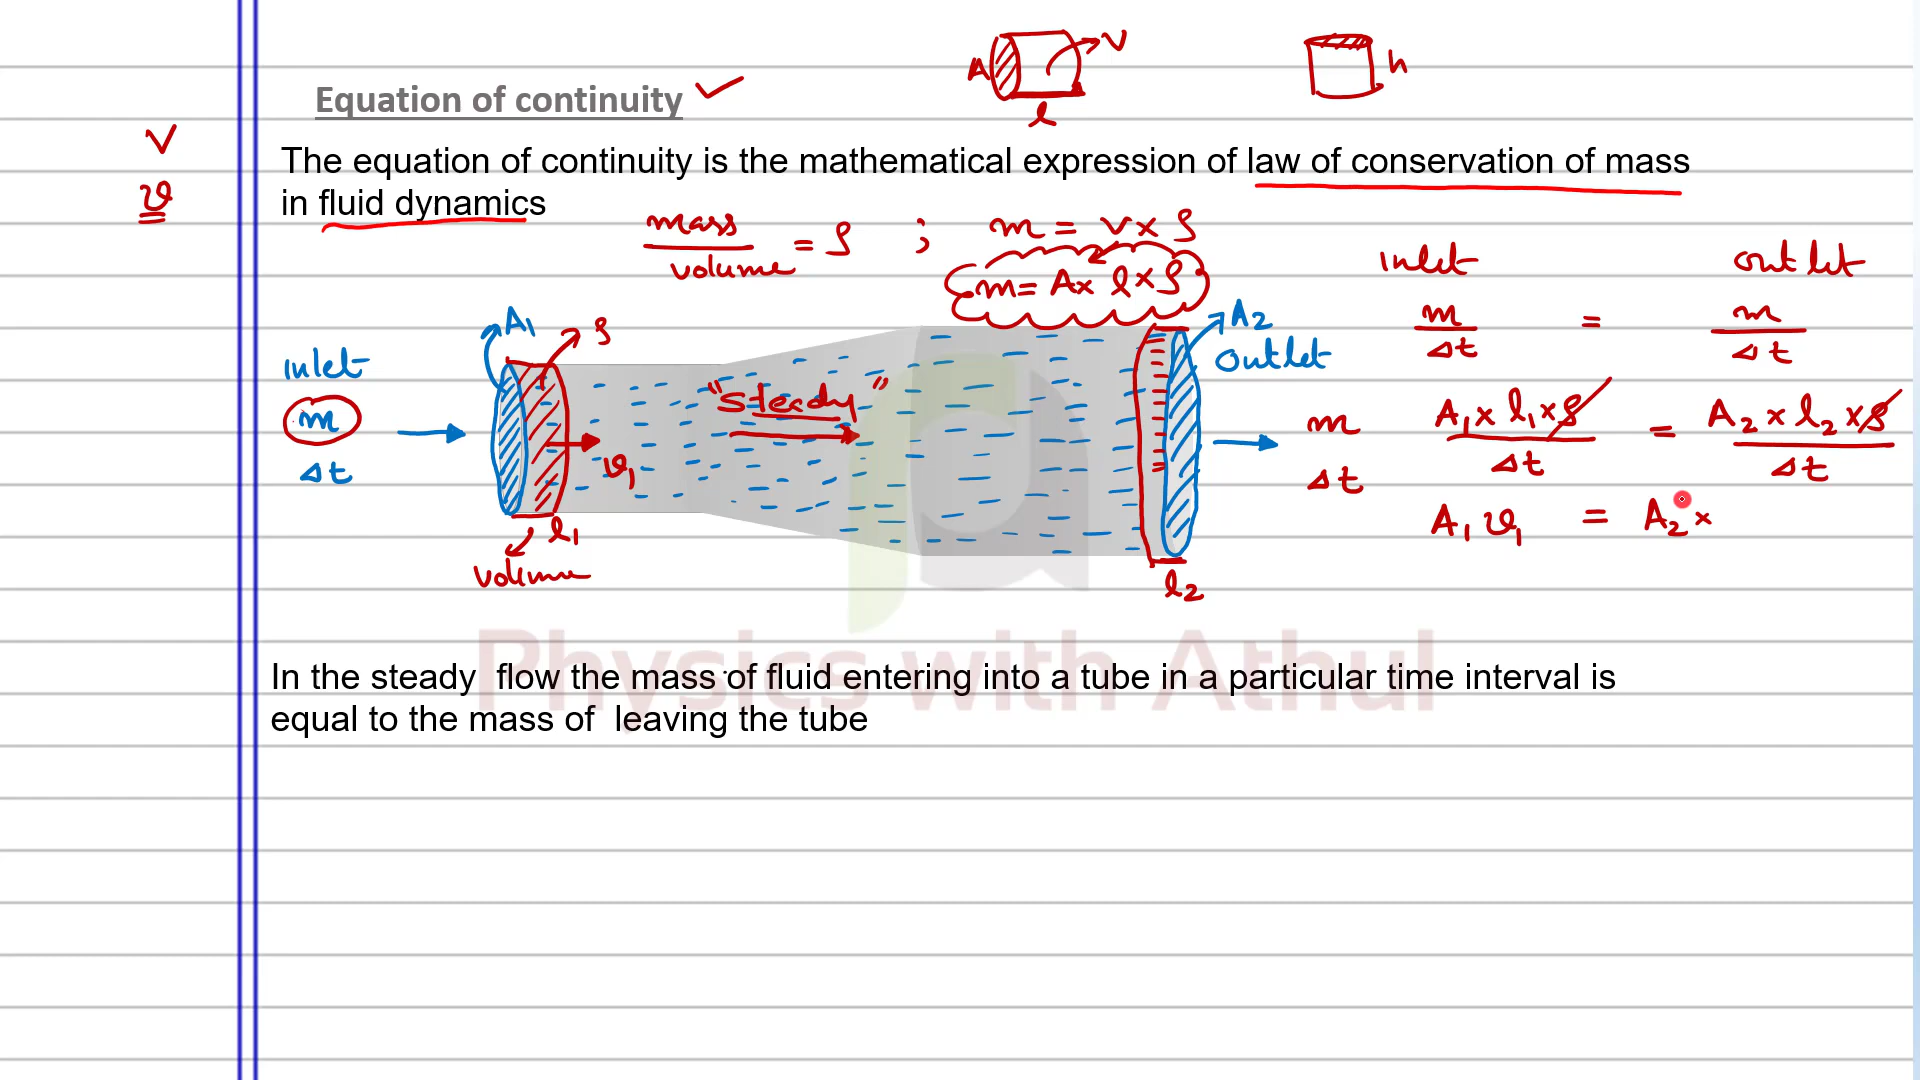 A V l h
Equation of continuity
V
The equation of continuity is the mathematical expression of law of conservation of mass
v
in fluid dynamics
mass / volume = ρ ; m = V x ρ
m = A x l x ρ
inlet outlet
m / Δt = m / Δt
A1 ρ A2
inlet outlet
m "steady" m A1 x l1 x ρ / Δt = A2 x l2 x ρ / Δt
Δt v1 Δt
A1 v1 = A2 x
l1
volume l2
Physics with Athul
In the steady flow the mass of fluid entering into a tube in a particular time interval is
equal to the mass of leaving the tube